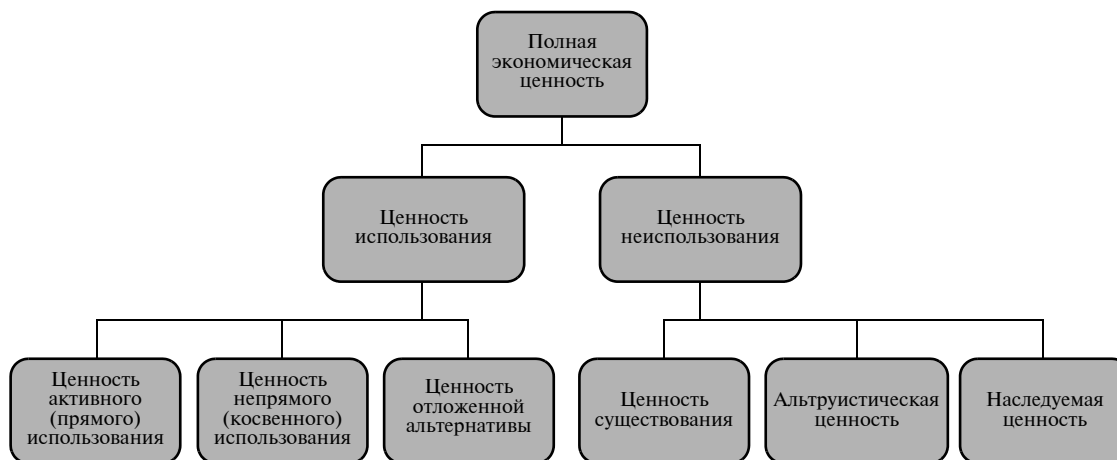 Полная
экономическая
ценность
Ценность
использования
Ценность
неиспользования
Ценность
активного
(прямого)
использования
Ценность
непрямого
(косвенного)
использования
Ценность
отложенной
альтернативы
Ценность
существования
Альтруистическая
ценность
Наследуемая
ценность